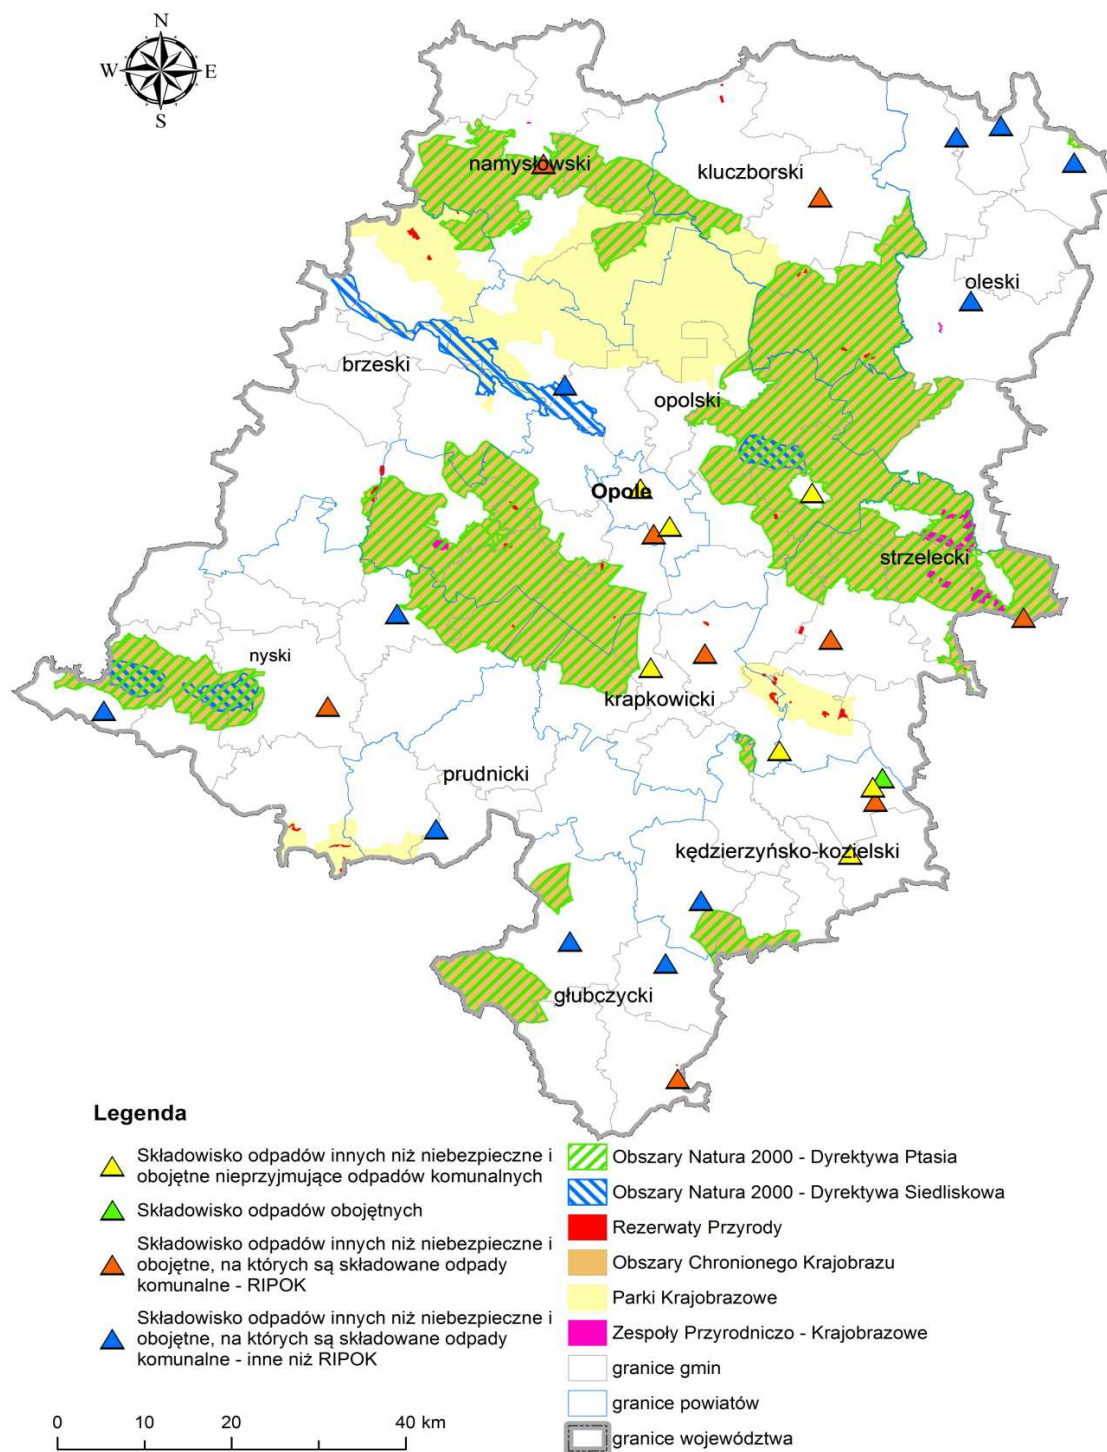 N
W E
S
namysłowski
kluczborski
oleski
brzeski
opolski
Opole
strzelecki
nyski
krapkowicki
prudnicki
kędzierzyńsko-kozielski
głubczycki
Legenda
Składowisko odpadów innych niż niebezpieczne i
obojętne nieprzyjmujące odpadów komunalnych
Składowisko odpadów obojętnych
Składowisko odpadów innych niż niebezpieczne i
obojętne, na których są składowane odpady
komunalne - RIPOK
Składowisko odpadów innych niż niebezpieczne i
obojętne, na których są składowane odpady
komunalne - inne niż RIPOK
0 10 20 40 km
Obszary Natura 2000 - Dyrektywa Ptasia
Obszary Natura 2000 - Dyrektywa Siedliskowa
Rezerwaty Przyrody
Obszary Chronionego Krajobrazu
Parki Krajobrazowe
Zespoły Przyrodniczo - Krajobrazowe
granice gmin
granice powiatów
granice województwa